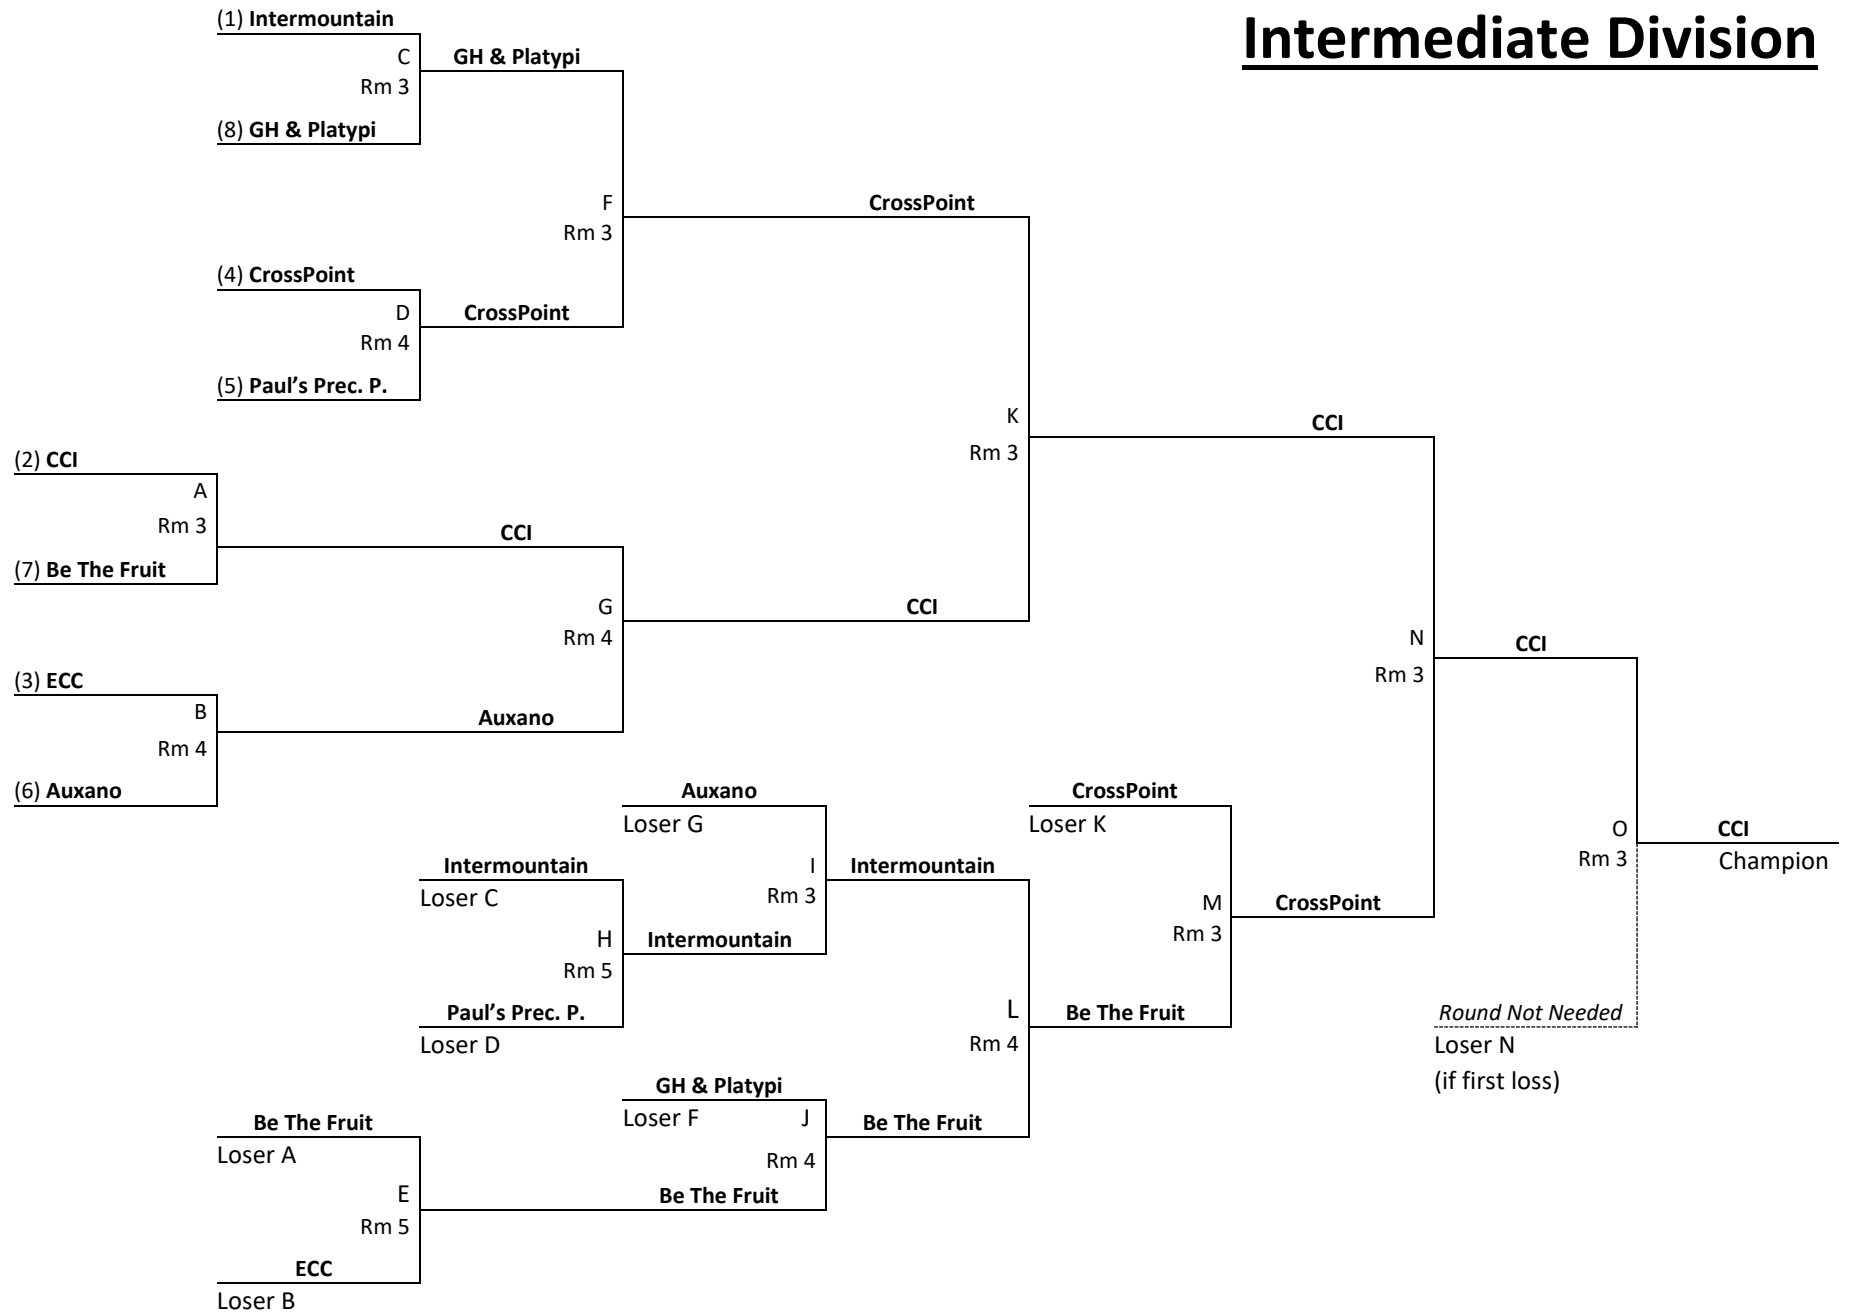 Intermediate Division
(1) Intermountain
C
GH & Platypi
Rm 3
(8) GH & Platypi
F
CrossPoint
Rm 3
(4) CrossPoint
D
CrossPoint
Rm 4
(5) Paul’s Prec. P.
K
CCI
Rm 3
(2) CCI
A
Rm 3
CCI
(7) Be The Fruit
G
CCI
Rm 4
N
CCI
Rm 3
(3) ECC
B
Auxano
Rm 4
(6) Auxano
Auxano
Loser G
CrossPoint
Loser K
O
CCI
Rm 3
Champion
Intermountain
Loser C
I
Intermountain
Rm 3
M
CrossPoint
Rm 3
H
Intermountain
Rm 5
Paul’s Prec. P.
Loser D
L
Be The Fruit
Rm 4
Round Not Needed
Loser N
(if first loss)
GH & Platypi
Loser F
J
Be The Fruit
Rm 4
Be The Fruit
Loser A
E
Be The Fruit
Rm 5
ECC
Loser B